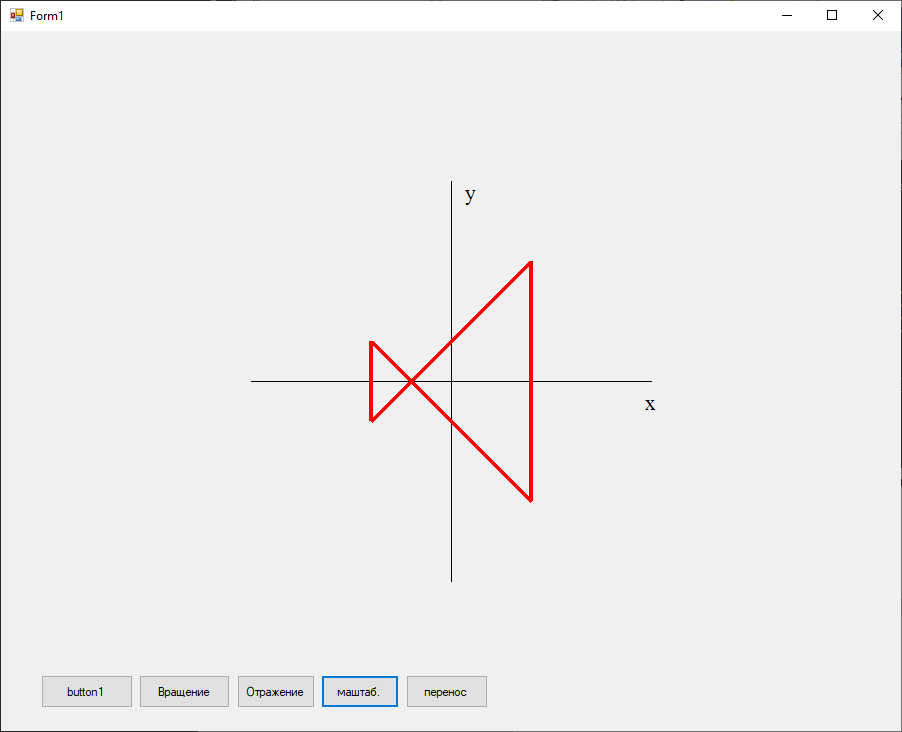 Form1
y
x
button1
Вращение
Отражение
маштаб.
перенос